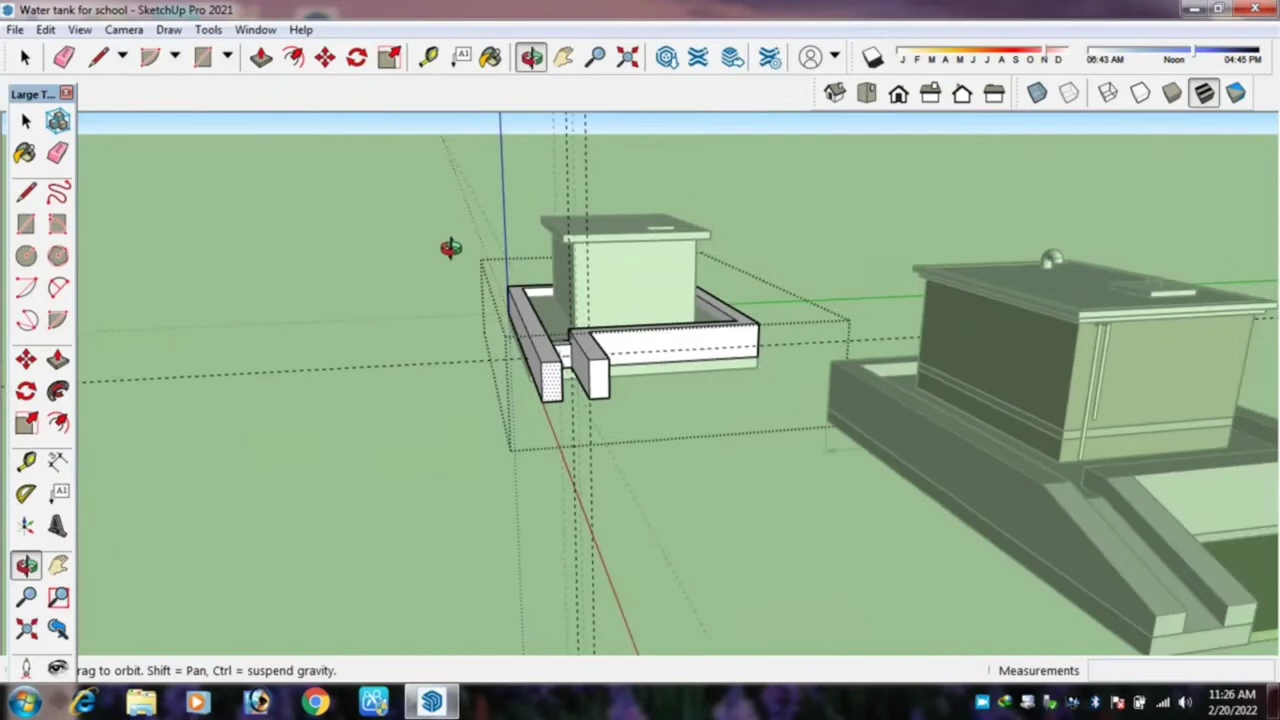 Water tank for school - SketchUp Pro 2021
File Edit View Camera Draw Tools Window Help
A1
J F M A M J J A S O N D 06:43 AM Noon 04:45 PM
Large T...
A1
rag to orbit. Shift = Pan, Ctrl = suspend gravity. Measurements
11:26 AM
2/20/2022